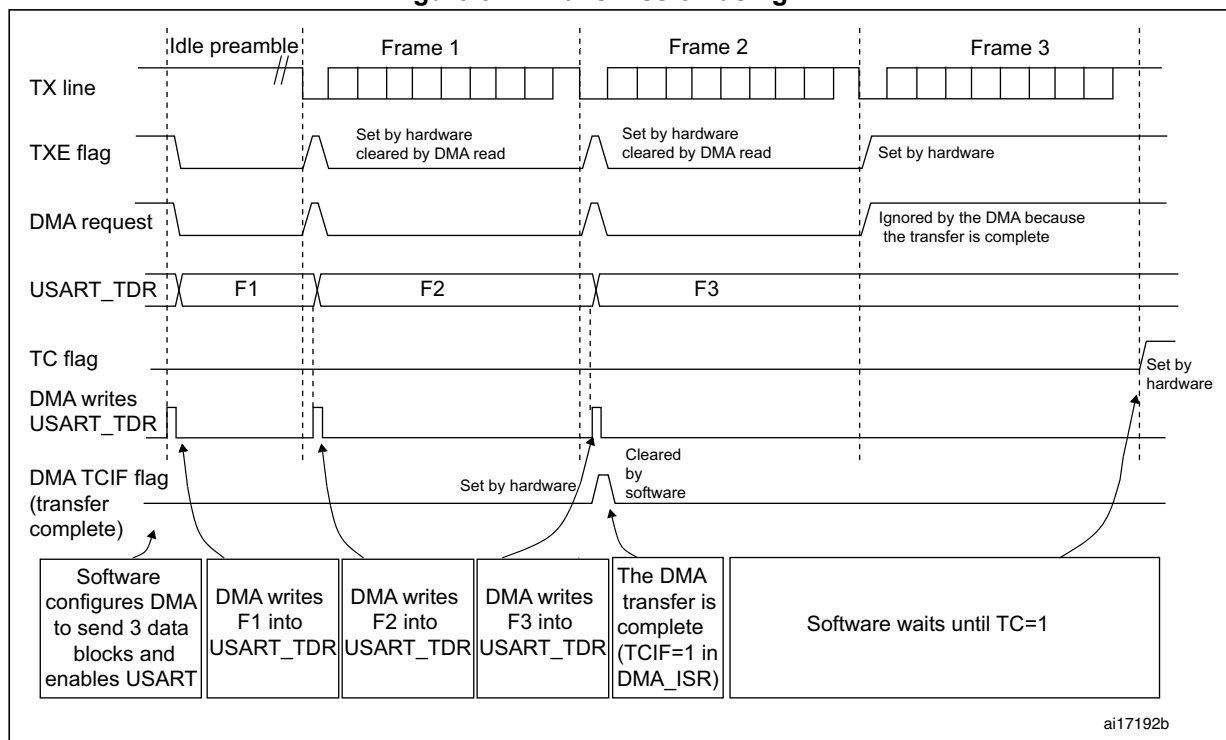 Idle preamble
Frame 1
Frame 2
Frame 3
TX line
TXE flag
Set by hardware
cleared by DMA read
Set by hardware
cleared by DMA read
Set by hardware
DMA request
Ignored by the DMA because
the transfer is complete
USART_TDR
F1
F2
F3
TC flag
Set by
hardware
DMA writes
USART_TDR
DMA TCIF flag
(transfer
complete)
Set by hardware
Cleared
by
software
Software
configures DMA
to send 3 data
blocks and
enables USART
DMA writes
F1 into
USART_TDR
DMA writes
F2 into
USART_TDR
DMA writes
F3 into
USART_TDR
The DMA
transfer is
complete
(TCIF=1 in
DMA_ISR)
Software waits until TC=1
ai17192b